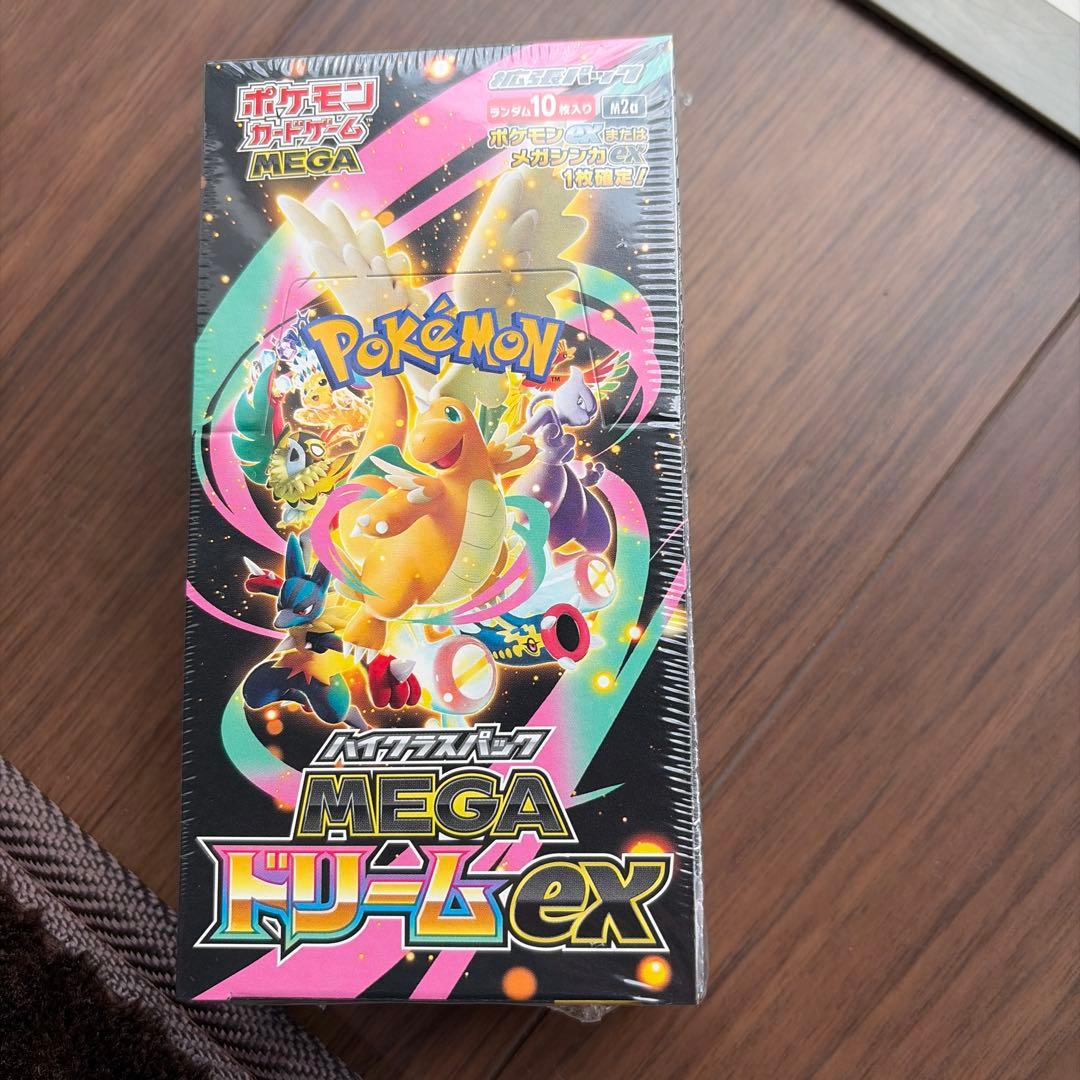 ポケモン
カードゲーム
MEGA
拡張パック
ランダム10枚入り M2a
ポケモンexまたは
メガシンカex
1枚確定!
POKéMON™
ハイクラスパック
MEGA
ドリームex